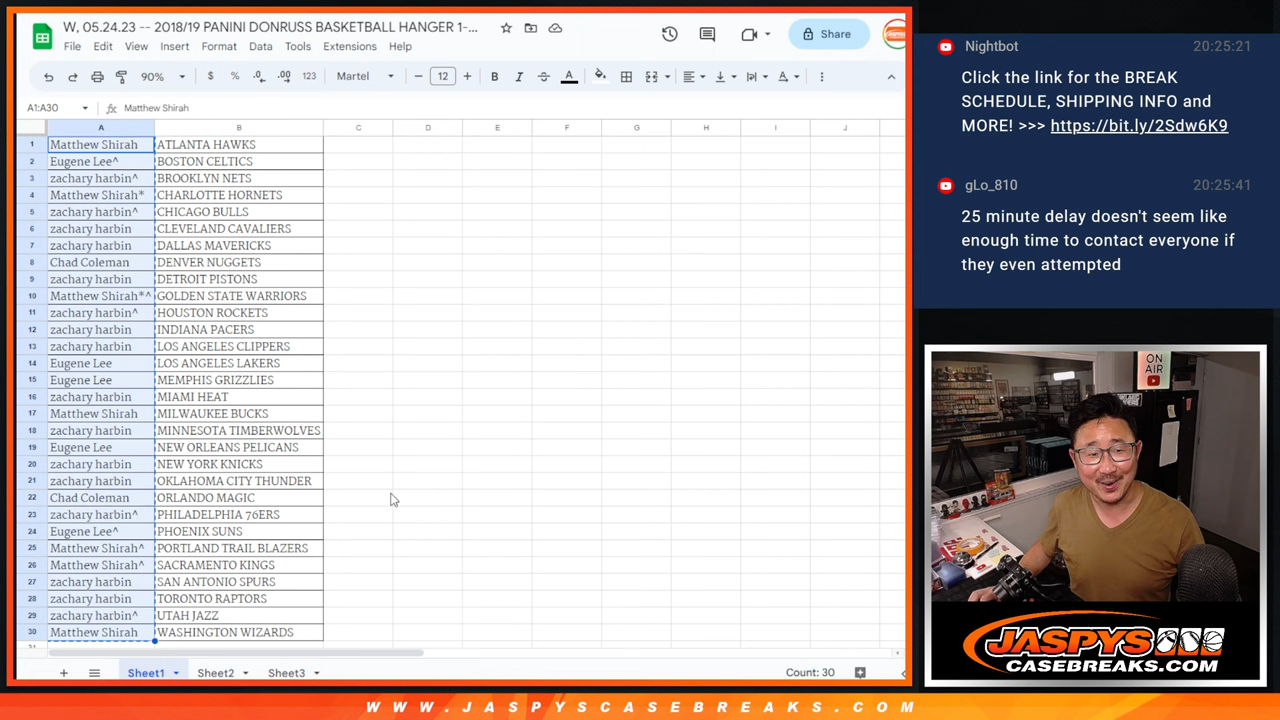 W, 05.24.23 -- 2018/19 PANINI DONRUSS BASKETBALL HANGER 1-...
File Edit View Insert Format Data Tools Extensions Help
Share
90% $ % .0 .00 123 Martel 12 B I A
A1:A30 fx Matthew Shirah
A B C D E F G H I J
1 Matthew Shirah ATLANTA HAWKS
2 Eugene Lee^ BOSTON CELTICS
3 zachary harbin^ BROOKLYN NETS
4 Matthew Shirah* CHARLOTTE HORNETS
5 zachary harbin^ CHICAGO BULLS
6 zachary harbin CLEVELAND CAVALIERS
7 zachary harbin DALLAS MAVERICKS
8 Chad Coleman DENVER NUGGETS
9 zachary harbin DETROIT PISTONS
10 Matthew Shirah*^ GOLDEN STATE WARRIORS
11 zachary harbin^ HOUSTON ROCKETS
12 zachary harbin INDIANA PACERS
13 zachary harbin LOS ANGELES CLIPPERS
14 Eugene Lee LOS ANGELES LAKERS
15 Eugene Lee MEMPHIS GRIZZLIES
16 zachary harbin MIAMI HEAT
17 Matthew Shirah MILWAUKEE BUCKS
18 zachary harbin MINNESOTA TIMBERWOLVES
19 Eugene Lee NEW ORLEANS PELICANS
20 zachary harbin NEW YORK KNICKS
21 zachary harbin OKLAHOMA CITY THUNDER
22 Chad Coleman ORLANDO MAGIC
23 zachary harbin^ PHILADELPHIA 76ERS
24 Eugene Lee^ PHOENIX SUNS
25 Matthew Shirah^ PORTLAND TRAIL BLAZERS
26 Matthew Shirah^ SACRAMENTO KINGS
27 zachary harbin SAN ANTONIO SPURS
28 zachary harbin TORONTO RAPTORS
29 zachary harbin^ UTAH JAZZ
30 Matthew Shirah WASHINGTON WIZARDS
Sheet1 Sheet2 Sheet3 Count: 30
Nightbot 20:25:21
Click the link for the BREAK
SCHEDULE, SHIPPING INFO and
MORE! >>> https://bit.ly/2Sdw6K9
gLo_810 20:25:41
25 minute delay doesn't seem like
enough time to contact everyone if
they even attempted
ON
AIR
JASPYS
CASEBREAKS.COM
WWW.JASPYSCASEBREAKS.COM